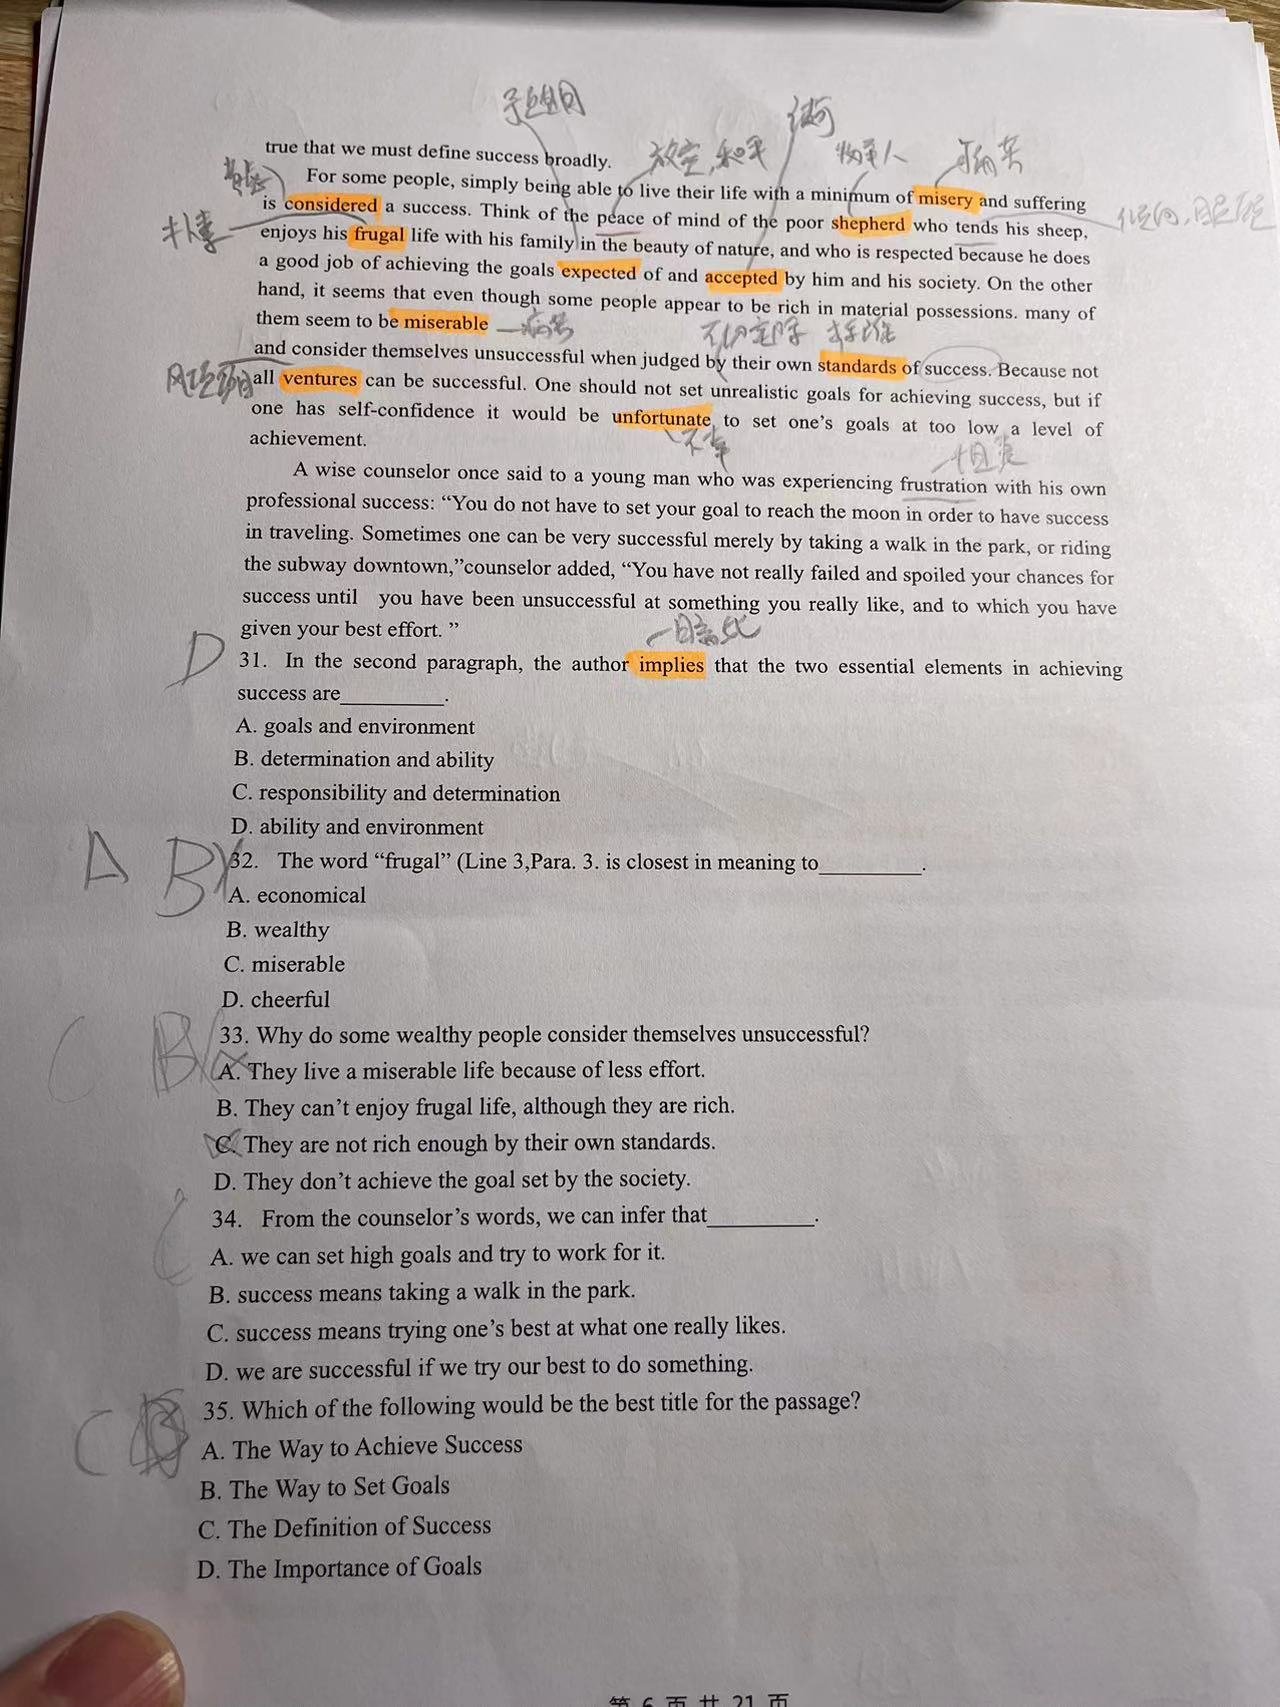 true that we must define success broadly.
放空,和平
For some people, simply being able to live their life with a minimum of misery and suffering
is considered a success. Think of the peace of mind of the poor shepherd who tends his sheep,
enjoys his frugal life with his family in the beauty of nature, and who is respected because he does
a good job of achieving the goals expected of and accepted by him and his society. On the other
hand, it seems that even though some people appear to be rich in material possessions. many of
them seem to be miserable
and consider themselves unsuccessful when judged by their own standards of success. Because not
all ventures can be successful. One should not set unrealistic goals for achieving success, but if
one has self-confidence it would be unfortunate to set one's goals at too low a level of
achievement.
不幸
A wise counselor once said to a young man who was experiencing frustration with his own
professional success: “You do not have to set your goal to reach the moon in order to have success
in traveling. Sometimes one can be very successful merely by taking a walk in the park, or riding
the subway downtown,”counselor added, “You have not really failed and spoiled your chances for
success until you have been unsuccessful at something you really like, and to which you have
given your best effort. ”
D
31. In the second paragraph, the author implies that the two essential elements in achieving
success are__________.
A. goals and environment
B. determination and ability
C. responsibility and determination
D. ability and environment
A B
32. The word “frugal” (Line 3,Para. 3. is closest in meaning to__________.
A. economical
B. wealthy
C. miserable
D. cheerful
C B
33. Why do some wealthy people consider themselves unsuccessful?
A. They live a miserable life because of less effort.
B. They can't enjoy frugal life, although they are rich.
C. They are not rich enough by their own standards.
D. They don't achieve the goal set by the society.
C
34. From the counselor's words, we can infer that__________.
A. we can set high goals and try to work for it.
B. success means taking a walk in the park.
C. success means trying one's best at what one really likes.
D. we are successful if we try our best to do something.
C
35. Which of the following would be the best title for the passage?
A. The Way to Achieve Success
B. The Way to Set Goals
C. The Definition of Success
D. The Importance of Goals
第 6 页 共 21 页